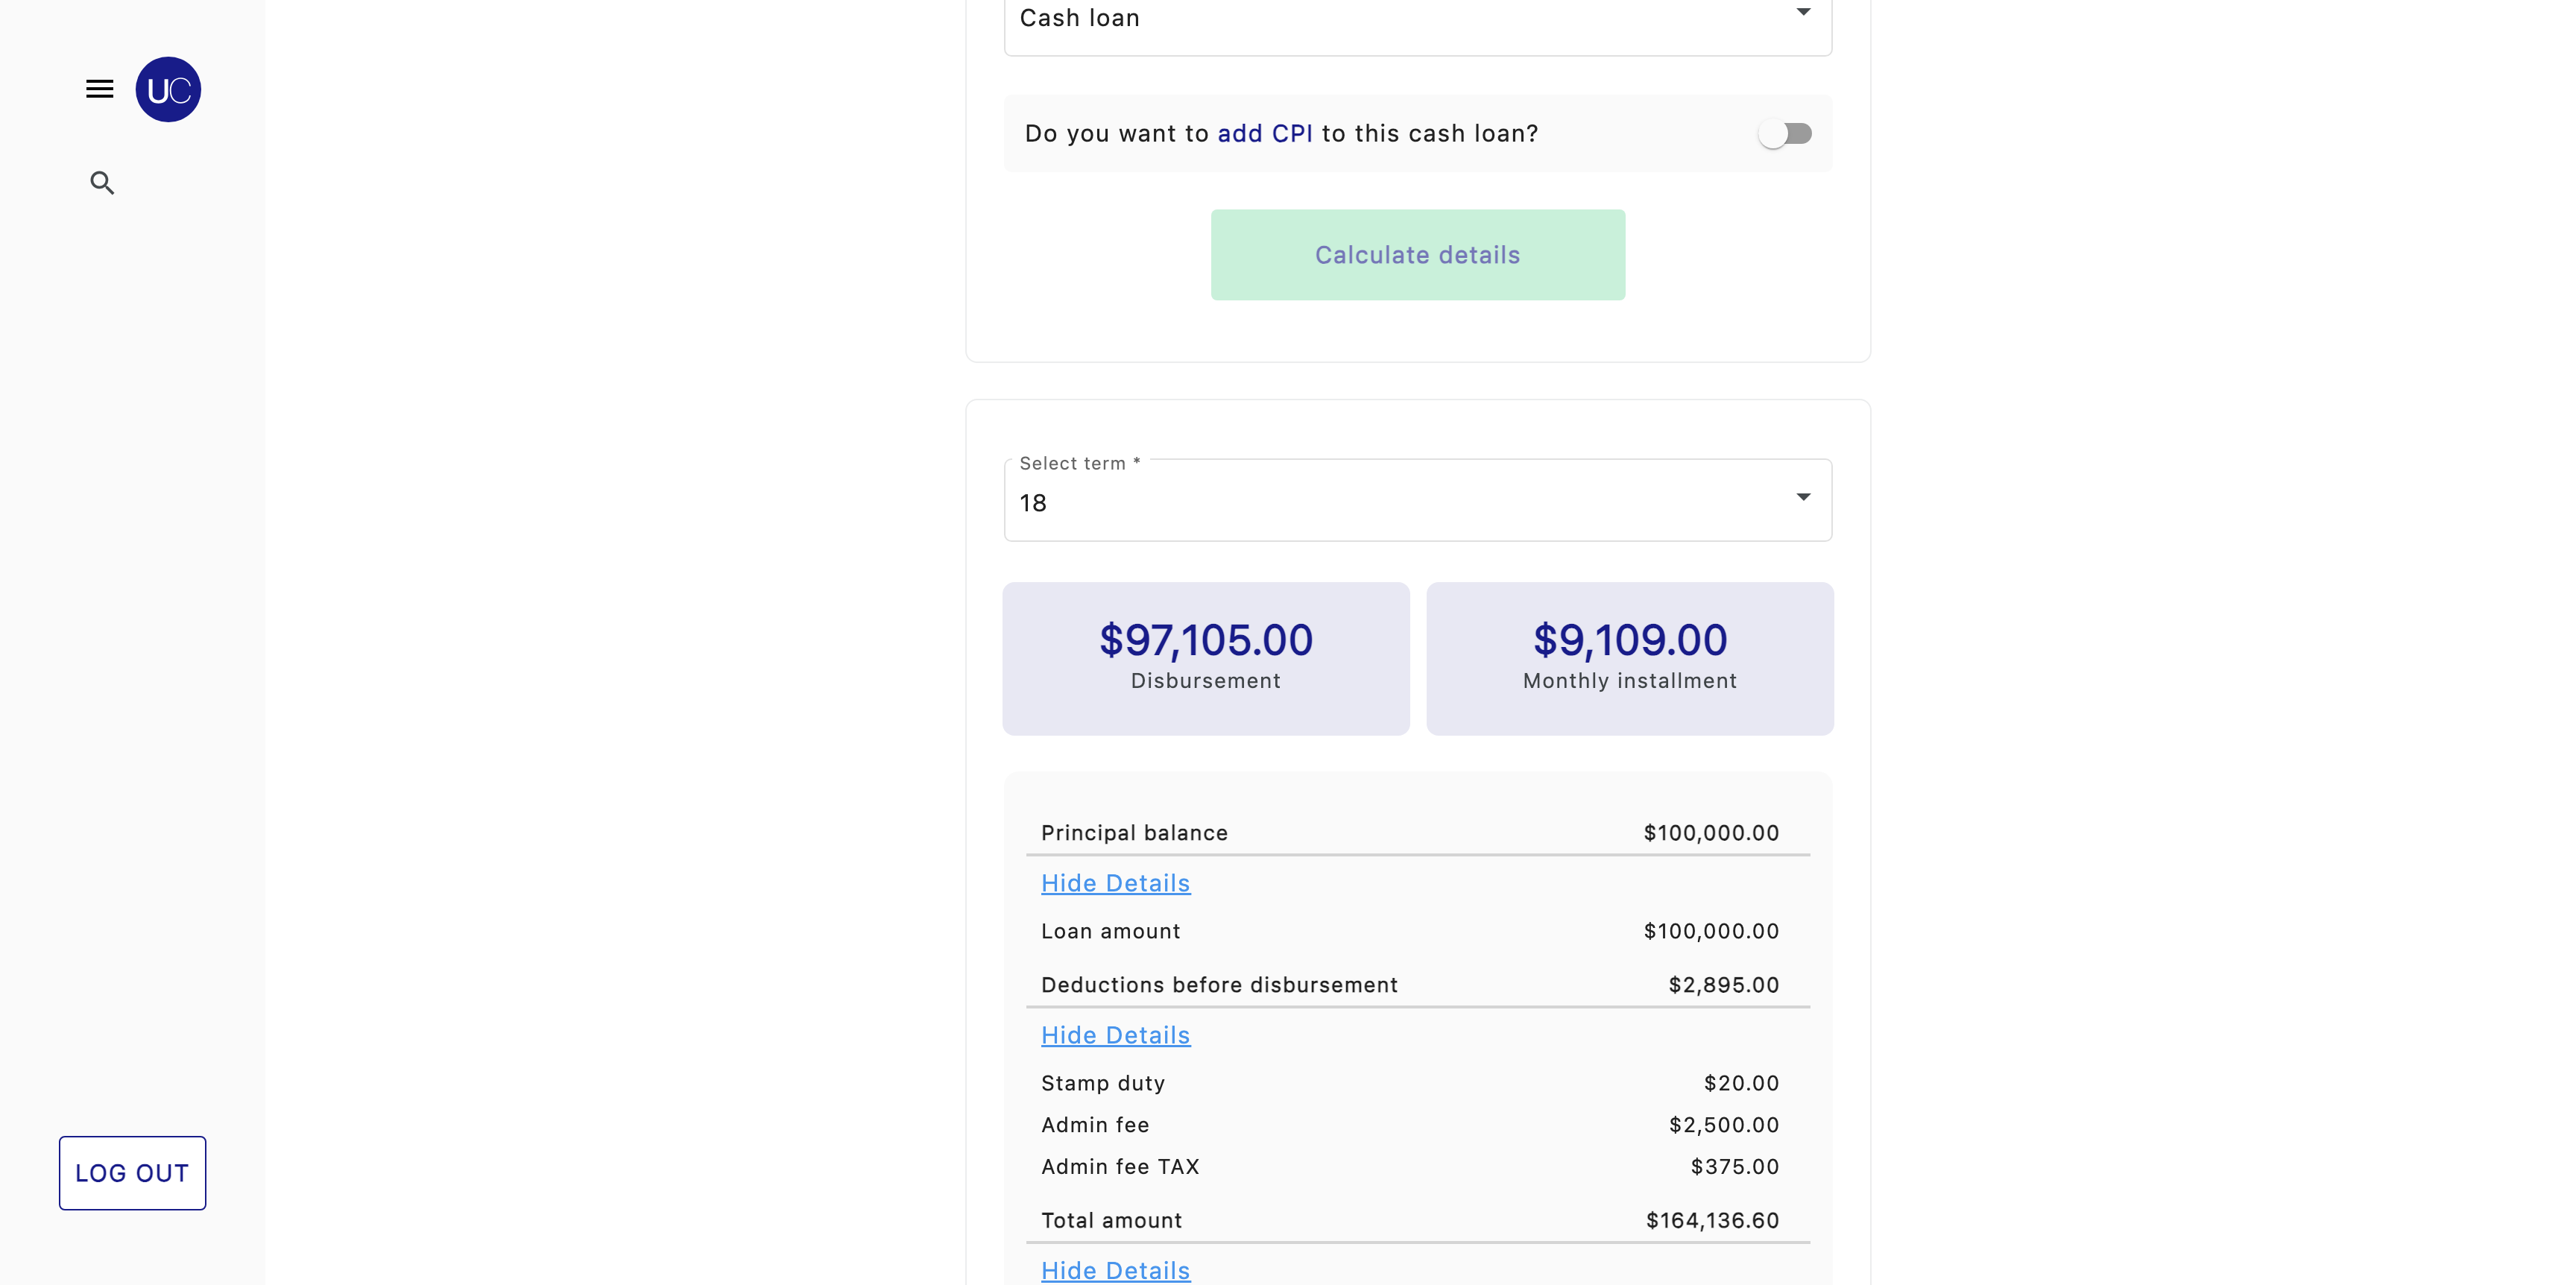 Cash loan
UC
Do you want to add CPI to this cash loan?
Calculate details
Select term *
18
$97,105.00
Disbursement
$9,109.00
Monthly installment
Principal balance $100,000.00
Hide Details
Loan amount $100,000.00
Deductions before disbursement $2,895.00
Hide Details
Stamp duty $20.00
Admin fee $2,500.00
Admin fee TAX $375.00
LOG OUT
Total amount $164,136.60
Hide Details